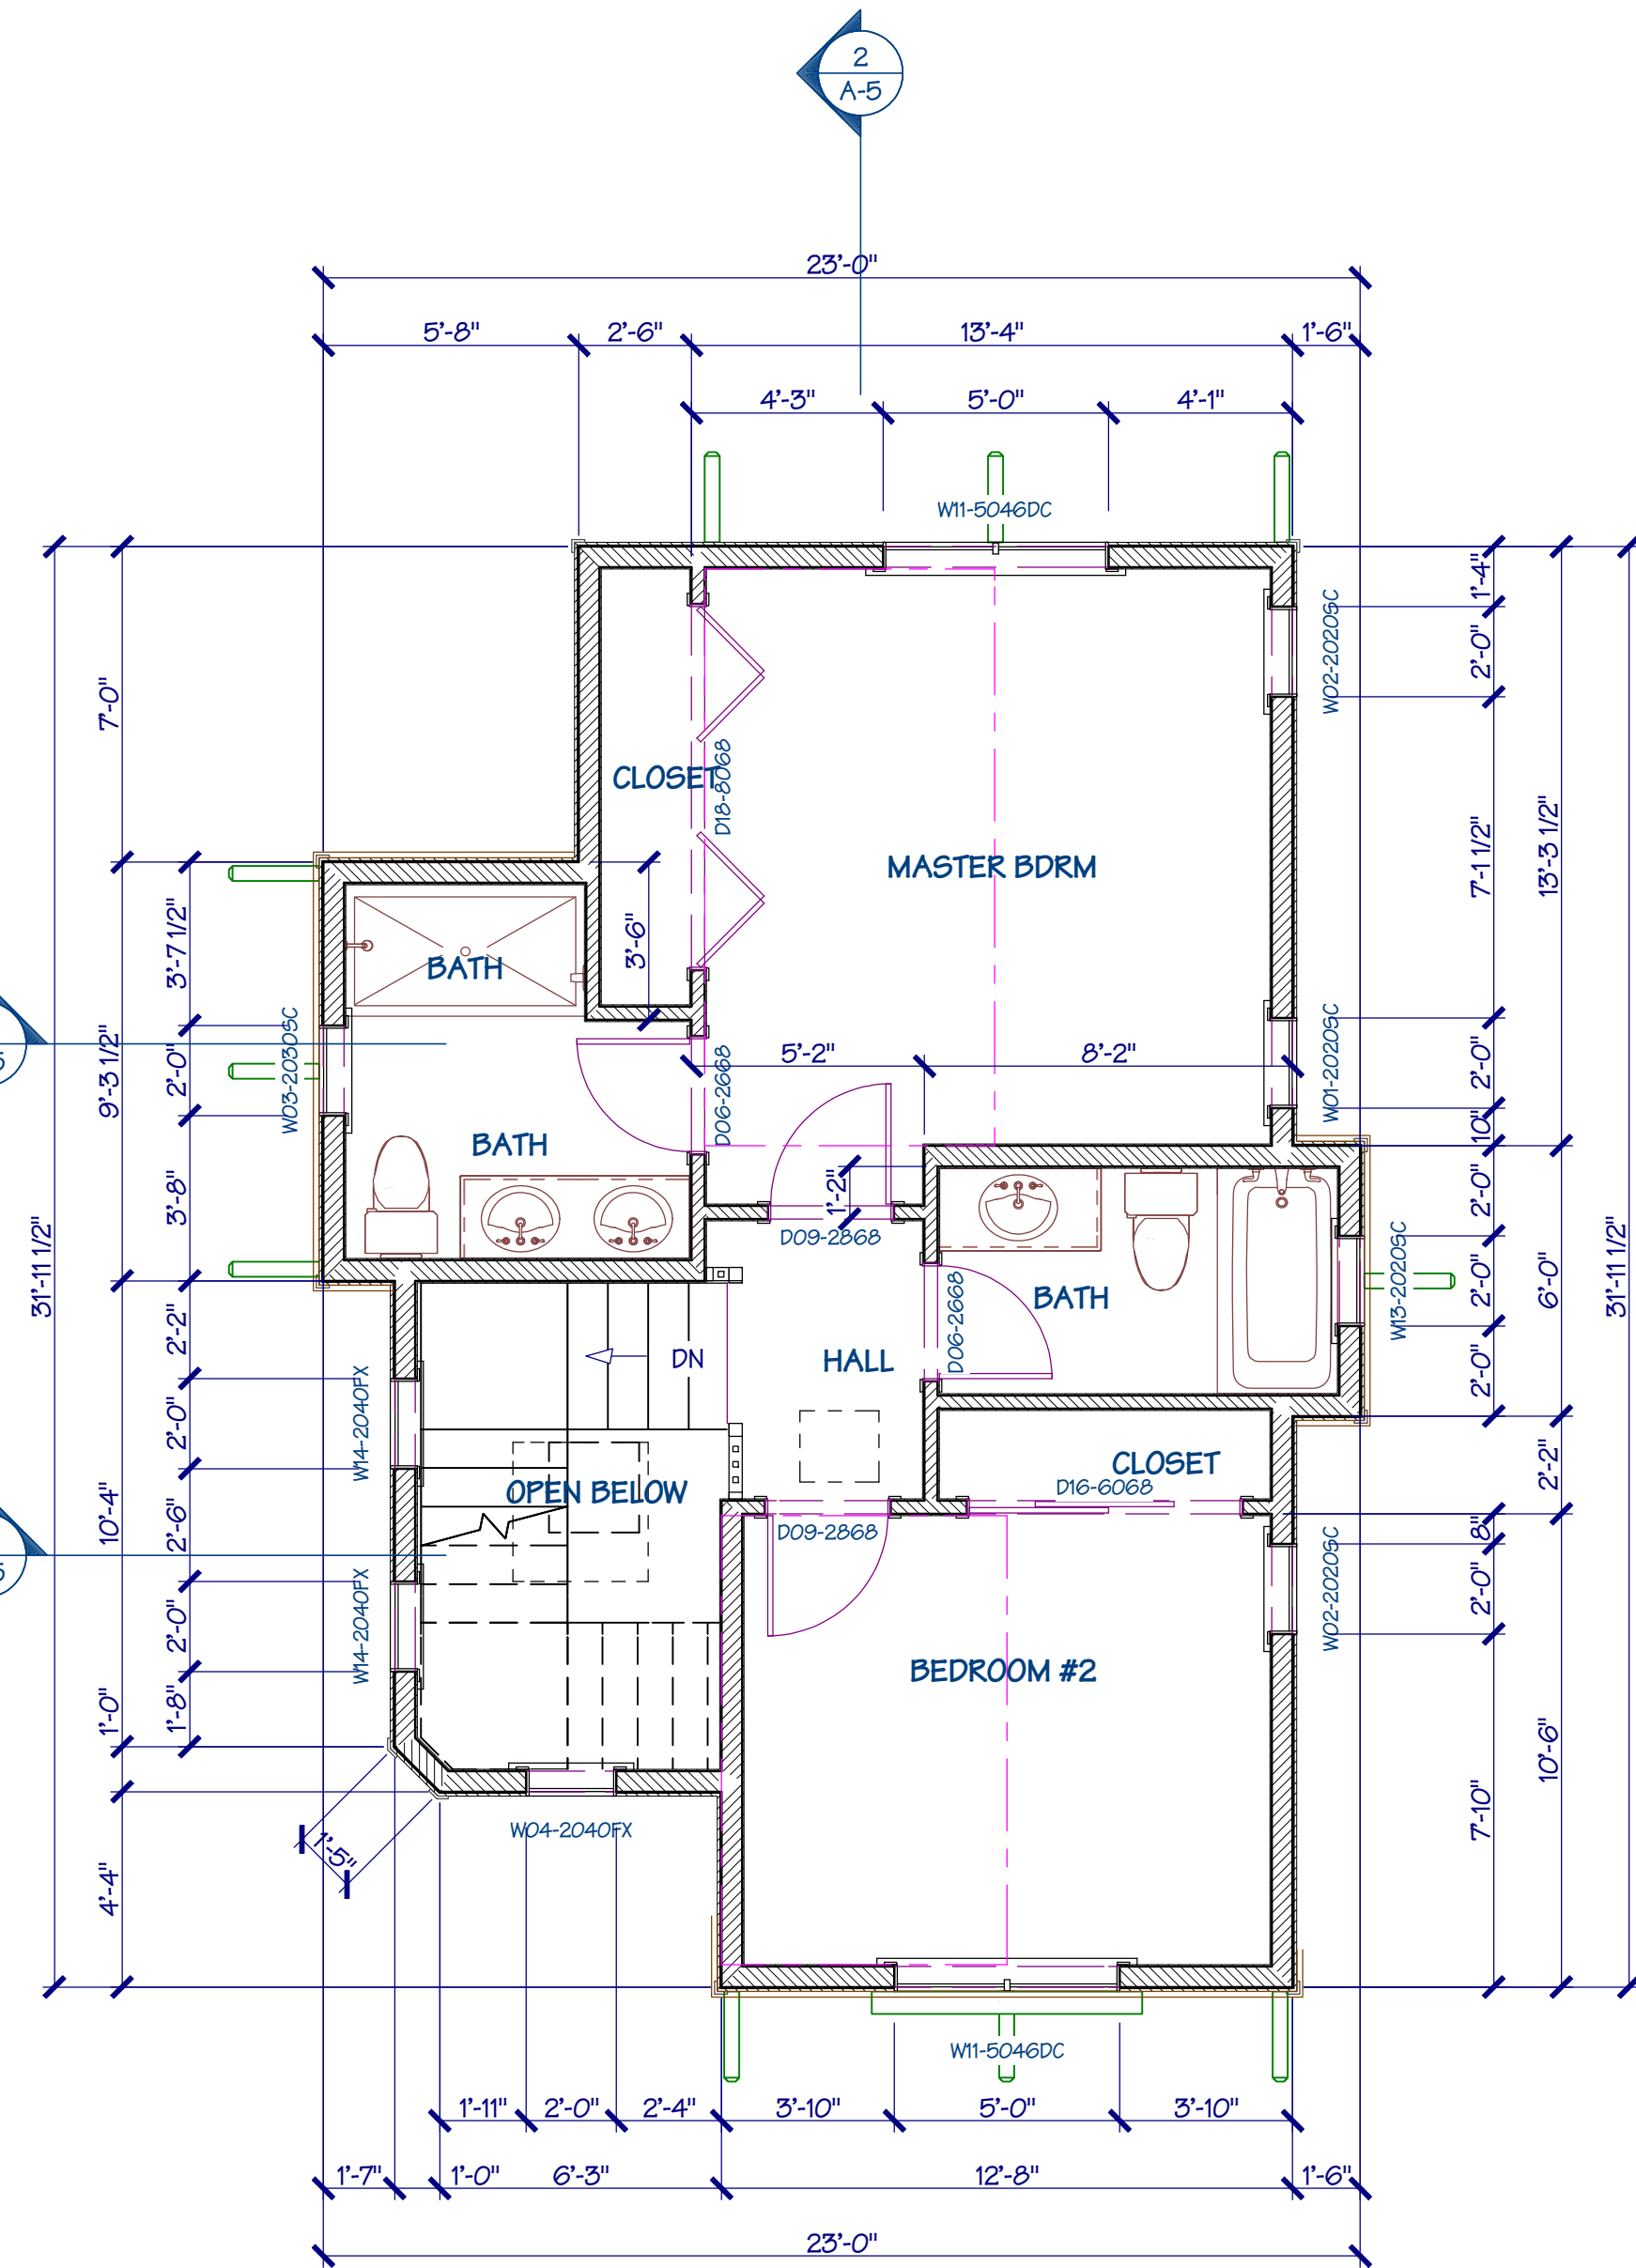 2
A-5
23'-0"
5'-8"
2'-6"
13'-4"
1'-6"
4'-3"
5'-0"
4'-1"
W11-5046DC
1'-4"
2'-0"
W02-2020SC
7'-0"
CLOSET
D18-8068
MASTER BDRM
7'-1 1/2"
13'-3 1/2"
3'-7 1/2"
3'-6"
BATH
W03-2030SC
9'-3 1/2"
2'-0"
D06-2668
5'-2"
8'-2"
W01-2020SC
2'-0"
10"
BATH
3'-8"
1'-2"
2'-0"
D09-2868
31'-11 1/2"
D06-2668
BATH
W13-2020SC
2'-0"
6'-0"
31'-11 1/2"
2'-2"
DN
HALL
2'-0"
W14-2040FX
2'-0"
CLOSET
D16-6068
2'-2"
OPEN BELOW
10'-4"
2'-6"
D09-2868
8"
W02-2020SC
2'-0"
W14-2040FX
2'-0"
BEDROOM #2
1'-0"
1'-8"
10'-6"
7'-10"
W04-2040FX
1'-5"
4'-4"
W11-5046DC
1'-11"
2'-0"
2'-4"
3'-10"
5'-0"
3'-10"
1'-7"
1'-0"
6'-3"
12'-8"
1'-6"
23'-0"